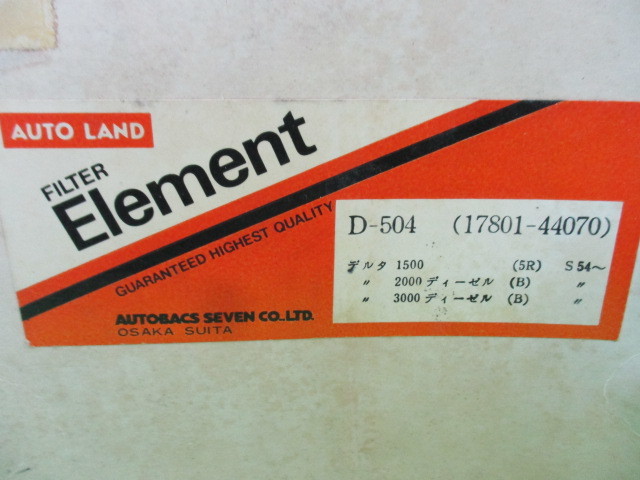 AUTO LAND
FILTER
Element
GUARANTEED HIGHEST QUALITY
AUTOBACS SEVEN CO.,LTD.
OSAKA SUITA
D-504 (17801-44070)
デルタ 1500 (5R) S 54~
〃 2000 ディーゼル (B) 〃
〃 3000 ディーゼル (B) 〃